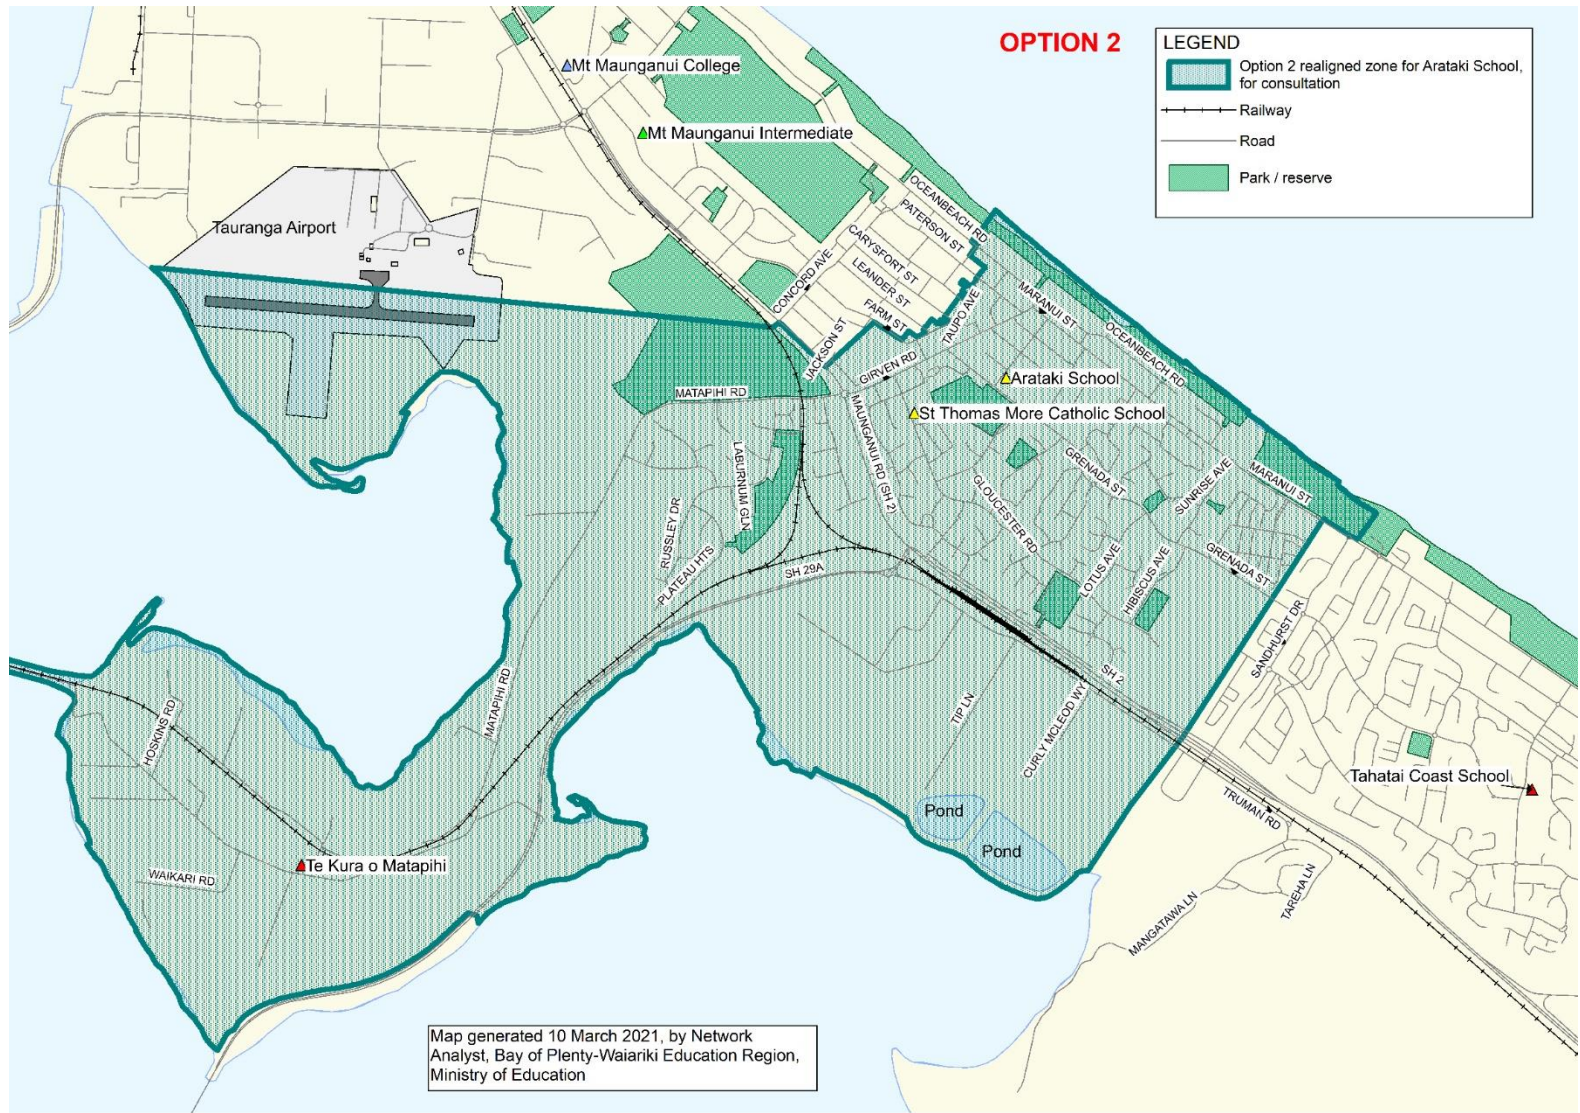 OPTION 2
LEGEND
Option 2 realigned zone for Arataki School,
for consultation
Railway
Road
Park / reserve
Mt Maunganui College
Mt Maunganui Intermediate
Tauranga Airport
OCEANBEACH RD
PATERSON ST
CARYSFORT ST
LEANDER ST
FARM ST
CONCORD AVE
JACKSON ST
TAUPO AVE
GIRVEN RD
MARANUI ST
OCEANBEACH RD
Arataki School
St Thomas More Catholic School
MATAPIHI RD
MAUNGANUI RD (SH 2)
LABURNUM GLN
RUSSLEY DR
PLATEAU HTS
SH 29A
GLOUCESTER RD
GRENADA ST
SUNRISE AVE
MARANUI ST
LOTUS AVE
HIBISCUS AVE
GRENADA ST
SANDHURST DR
SH 2
TIP LN
CURLY MCLEOD WY
MATAPIHI RD
HOSKINS RD
WAIKARI RD
Te Kura o Matapihi
Pond
Pond
Tahatai Coast School
TRUMAN RD
TAREHA LN
MANGATAWA LN
Map generated 10 March 2021, by Network
Analyst, Bay of Plenty-Waiariki Education Region,
Ministry of Education